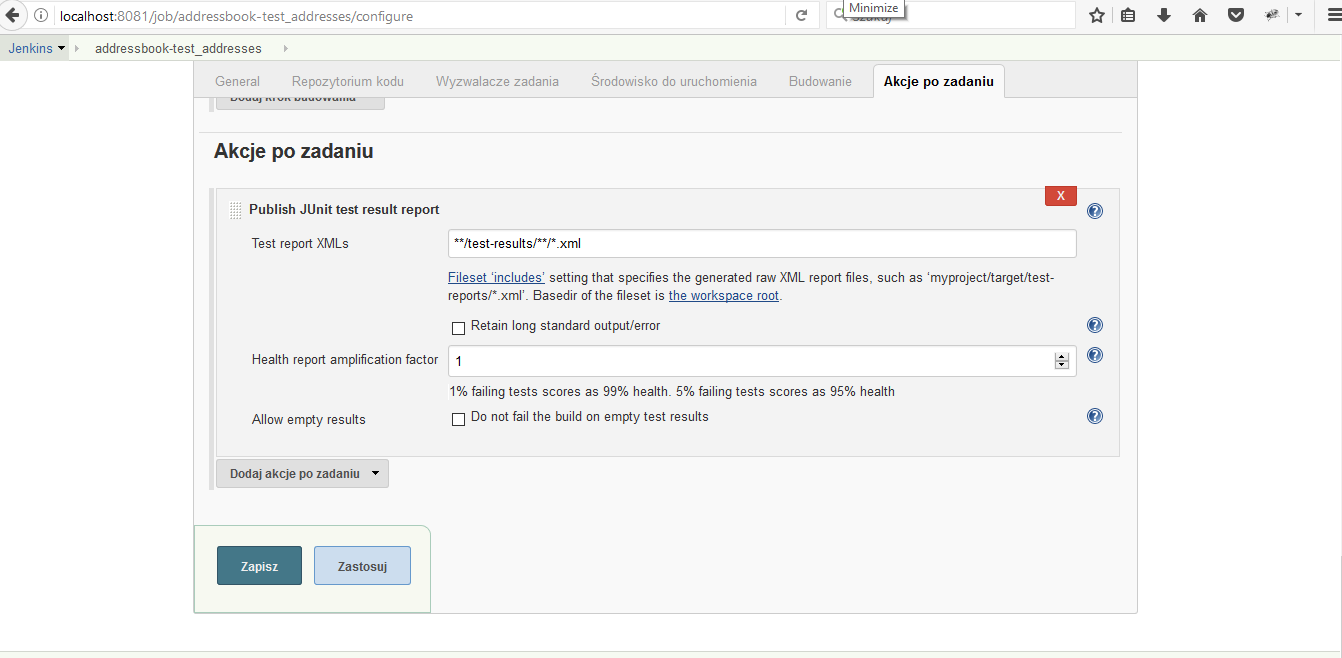 Minimize
localhost:8081/job/addressbook-test_addresses/configure
Szukaj
Jenkins addressbook-test_addresses
General Repozytorium kodu Wyzwalacze zadania Środowisko do uruchomienia Budowanie Akcje po zadaniu
Dodaj krok budowania
Akcje po zadaniu
X
Publish JUnit test result report
Test report XMLs **/test-results/**/*.xml
Fileset ‘includes’ setting that specifies the generated raw XML report files, such as ‘myproject/target/test-
reports/*.xml’. Basedir of the fileset is the workspace root.
Retain long standard output/error
Health report amplification factor 1
1% failing tests scores as 99% health. 5% failing tests scores as 95% health
Allow empty results Do not fail the build on empty test results
Dodaj akcje po zadaniu
Zapisz Zastosuj